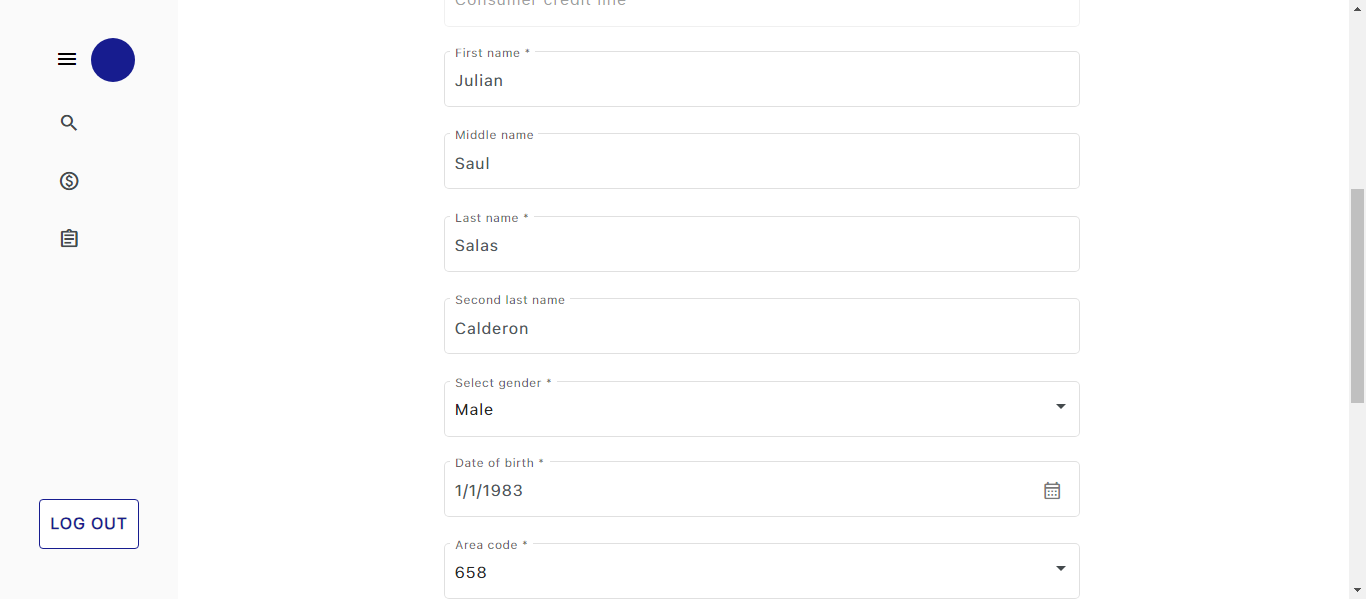 Consumer credit line
First name *
Julian
Middle name
Saul
Last name *
Salas
Second last name
Calderon
Select gender *
Male
Date of birth *
1/1/1983
Area code *
658
LOG OUT